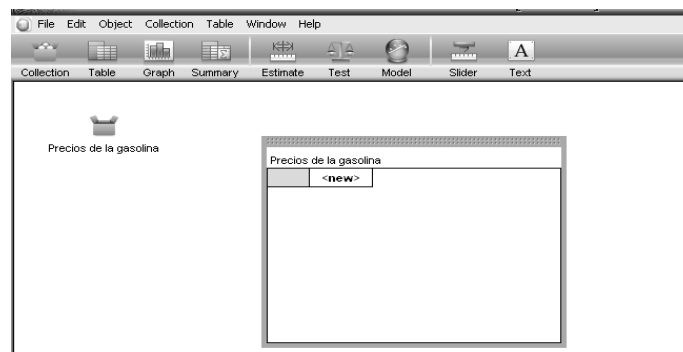 File Edit Object Collection Table Window Help
Collection Table Graph Summary Estimate Test Model Slider A Text
Precios de la gasolina
Precios de la gasolina
<new>